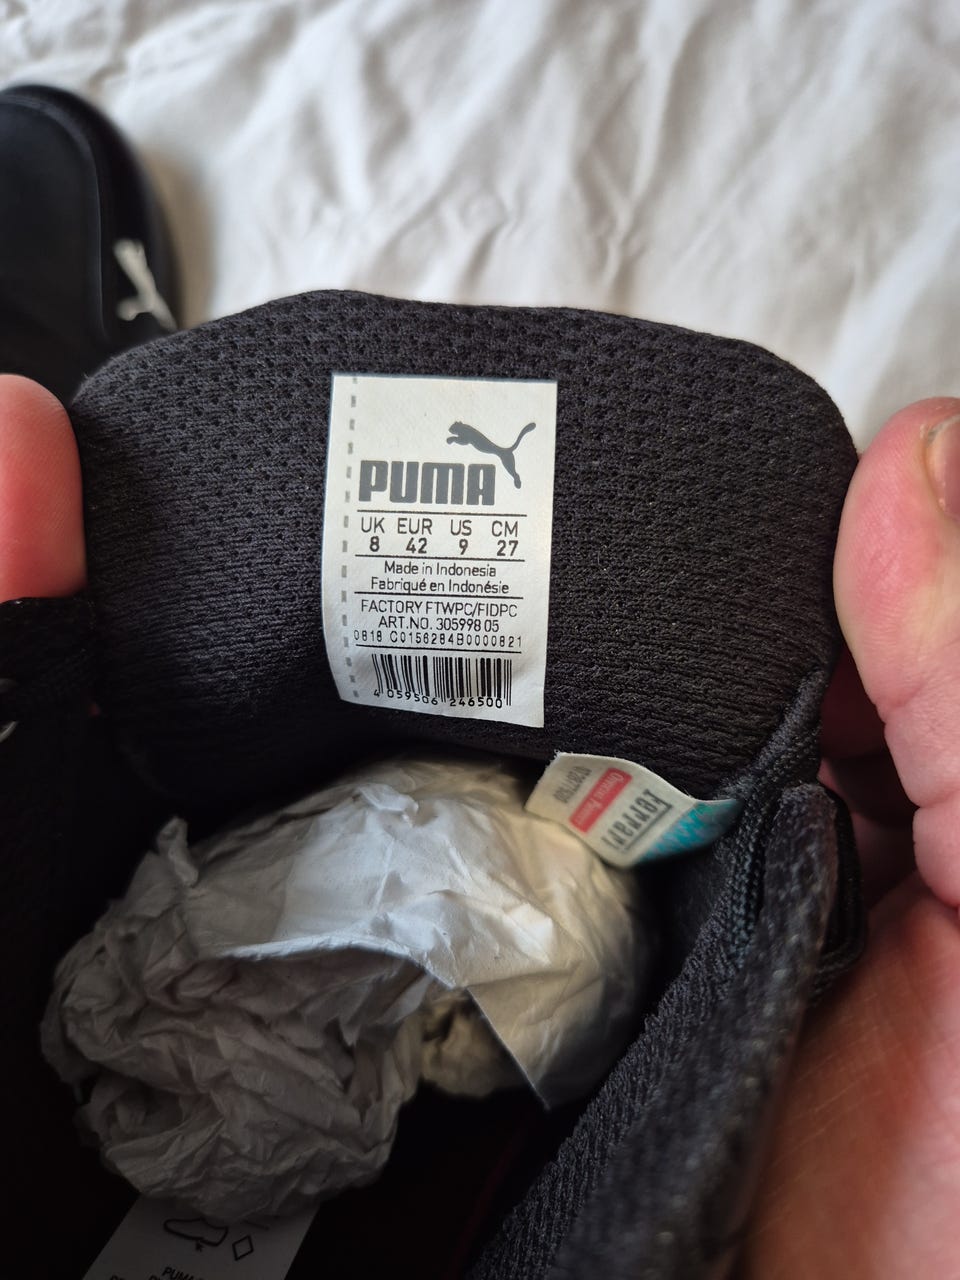 PUMA
UK EUR US CM
8 42 9 27
Made in Indonesia
Fabriqué en Indonésie
FACTORY FTWPC/FIDPC
ART.NO. 305998 05
0818 C0156284B0000821
4 059506 246500
Ferrari
PUMA